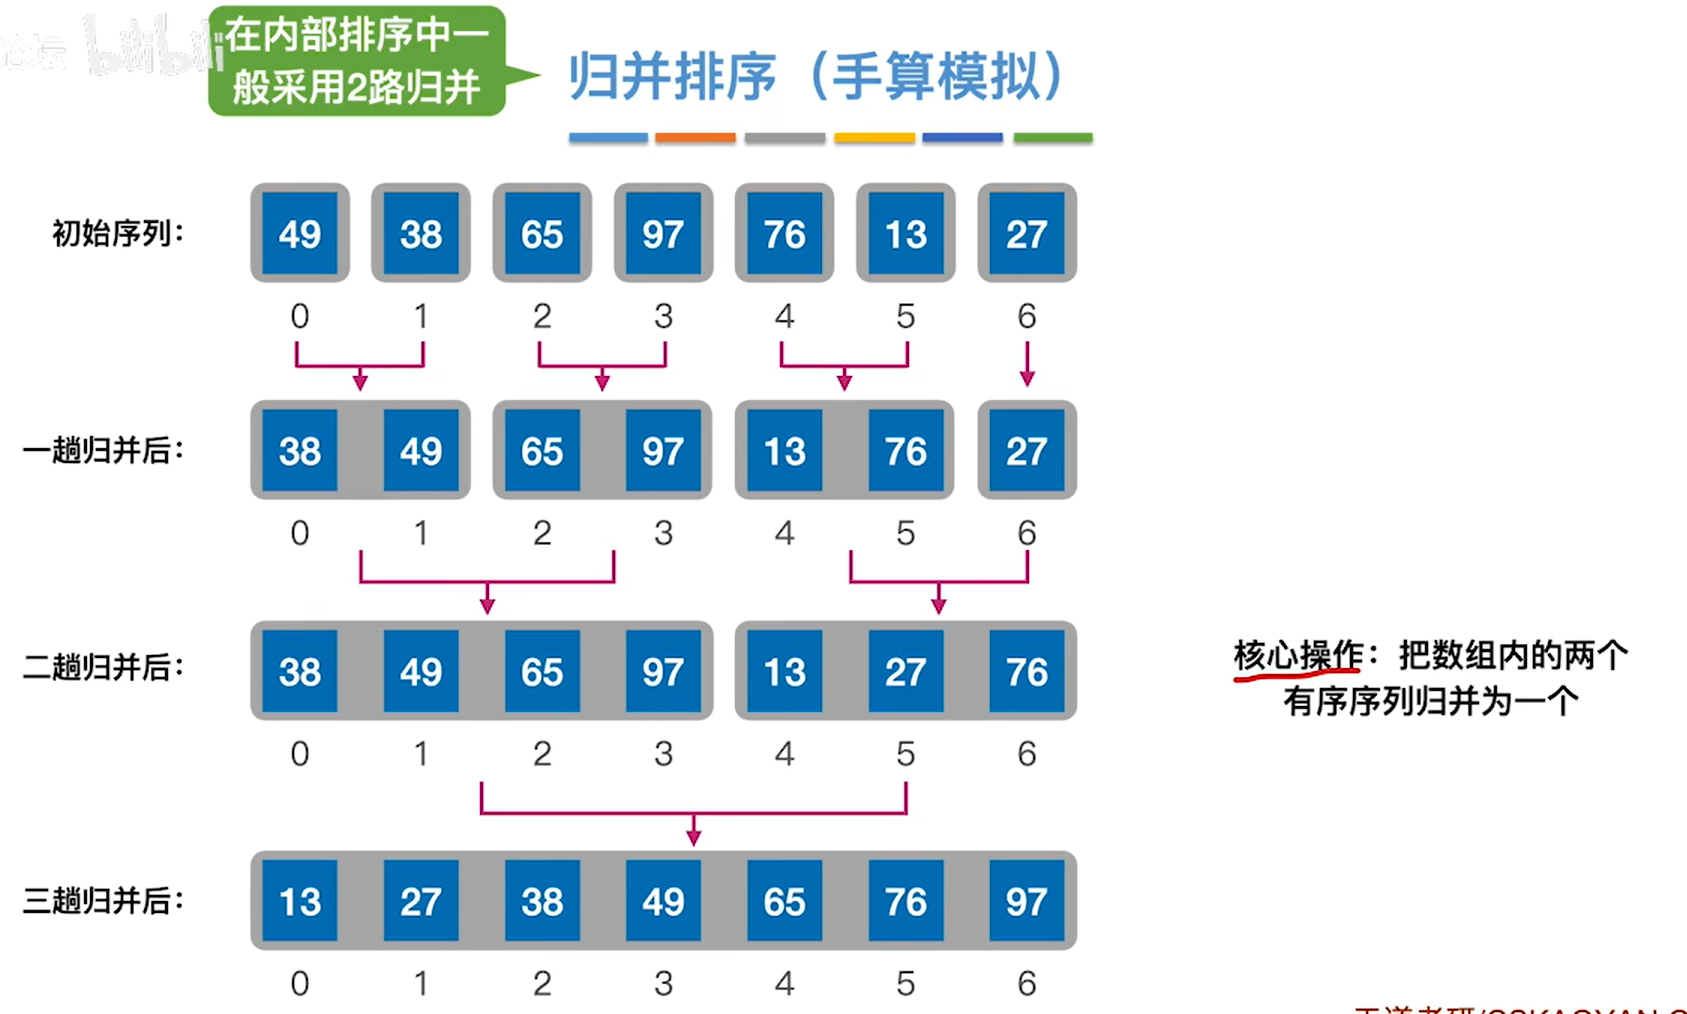 论坛 bilibili
在内部排序中一
般采用2路归并
归并排序（手算模拟）
初始序列：
49 38 65 97 76 13 27
0 1 2 3 4 5 6
一趟归并后：
38 49 65 97 13 76 27
0 1 2 3 4 5 6
二趟归并后：
38 49 65 97 13 27 76
0 1 2 3 4 5 6
核心操作：把数组内的两个
有序序列归并为一个
三趟归并后：
13 27 38 49 65 76 97
0 1 2 3 4 5 6